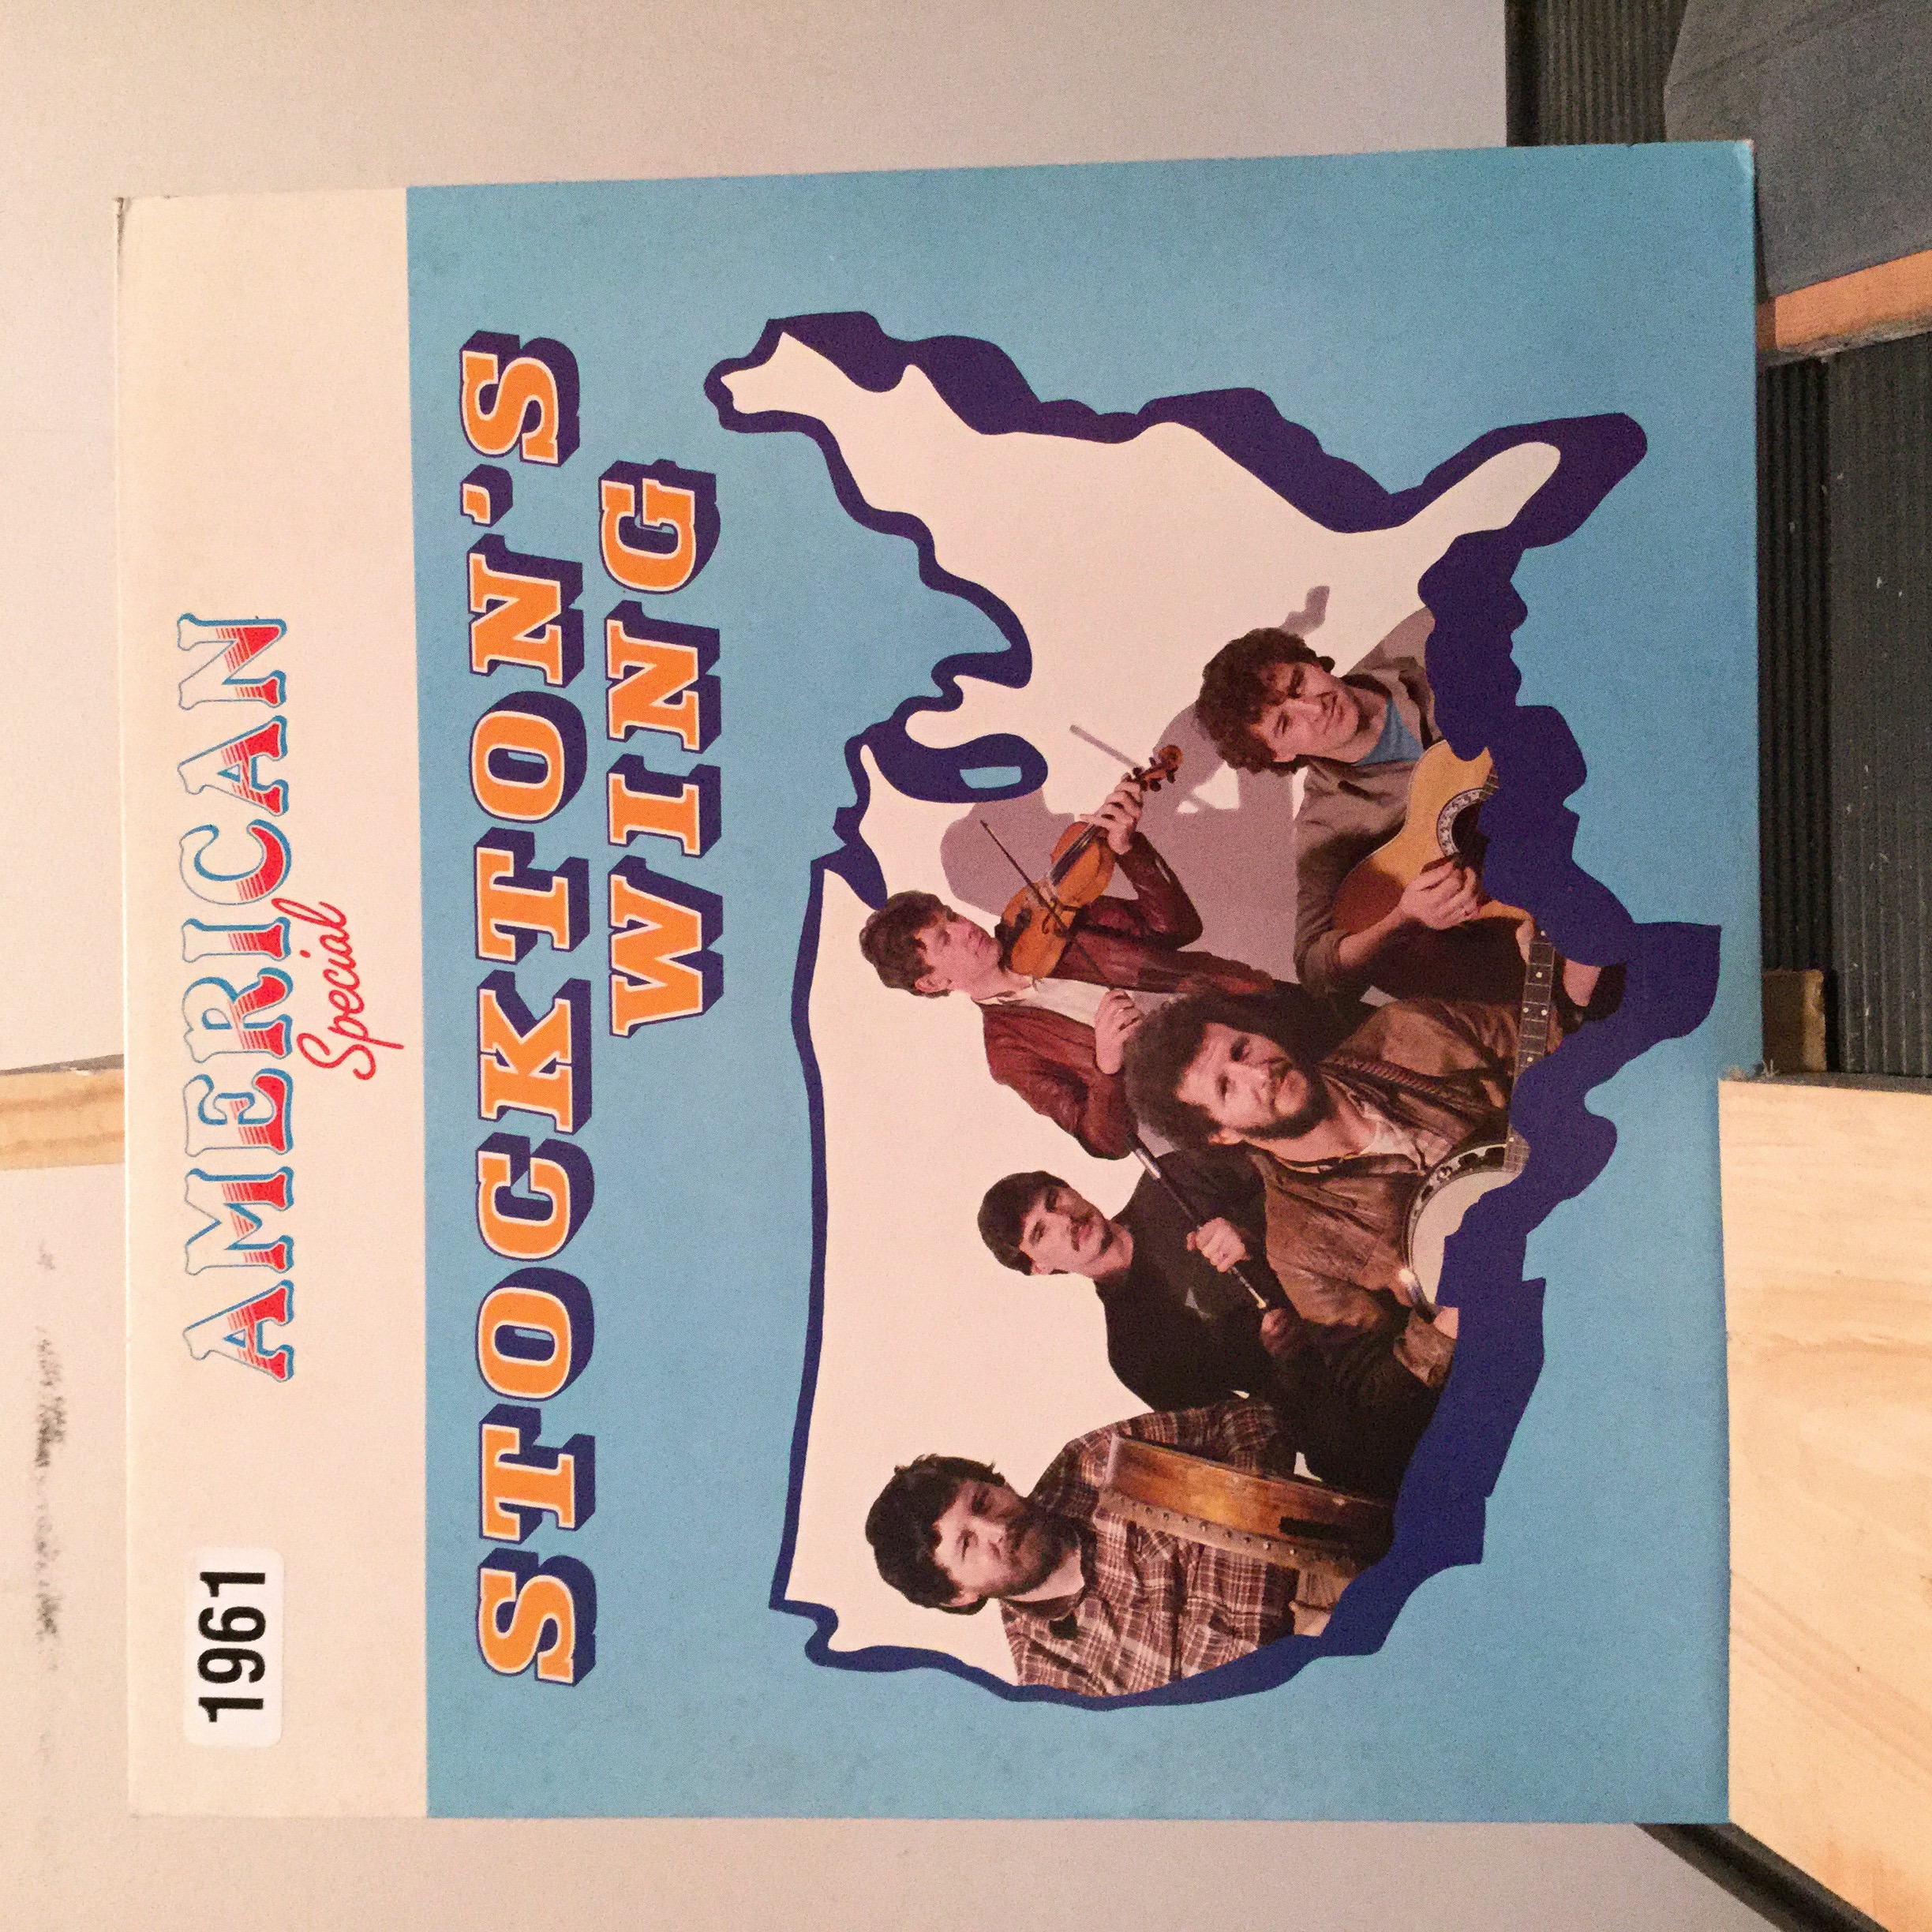 1961
AMERICAN
Special
STOCKTON'S
WING